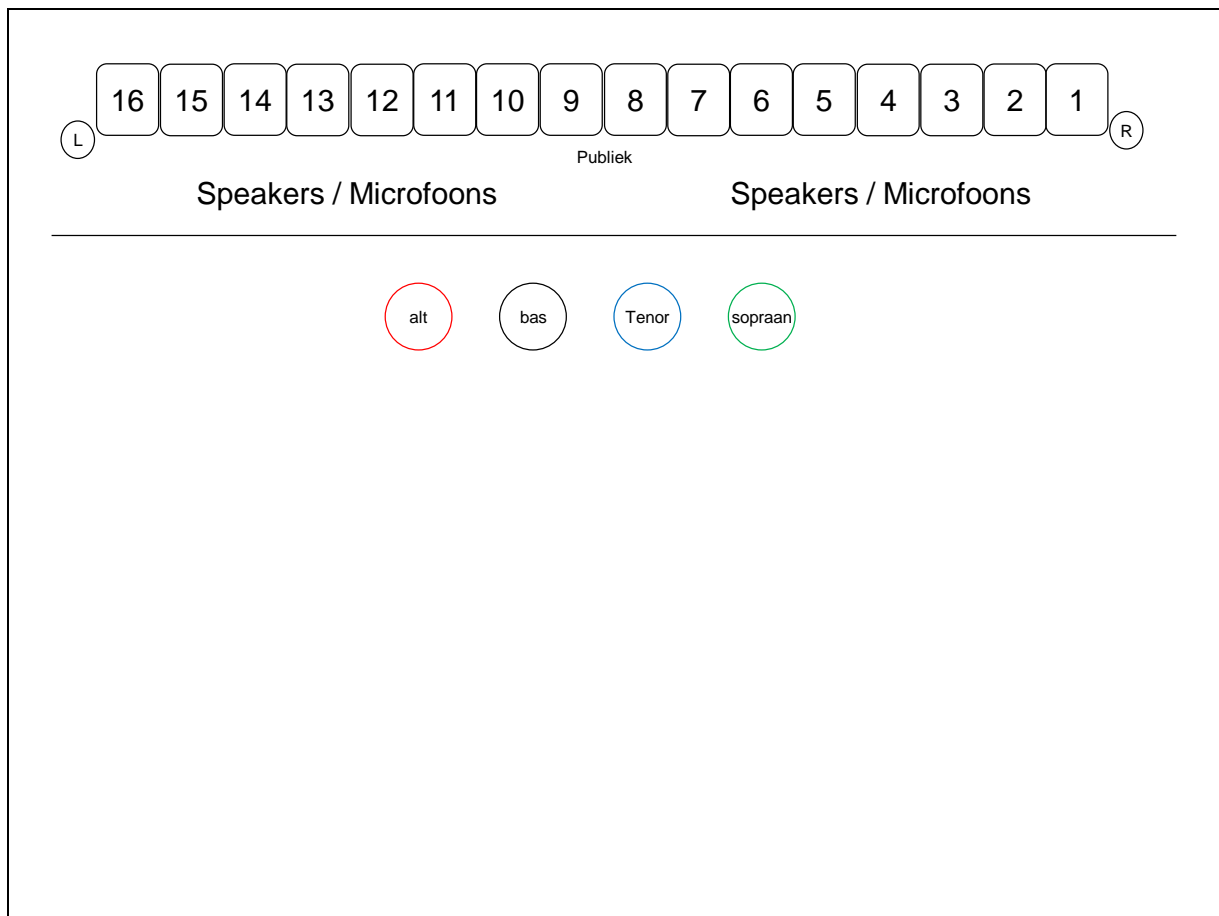 16 15 14 13 12 11 10 9 8 7 6 5 4 3 2 1
L R
Publiek
Speakers / Microfoons Speakers / Microfoons
alt bas Tenor sopraan